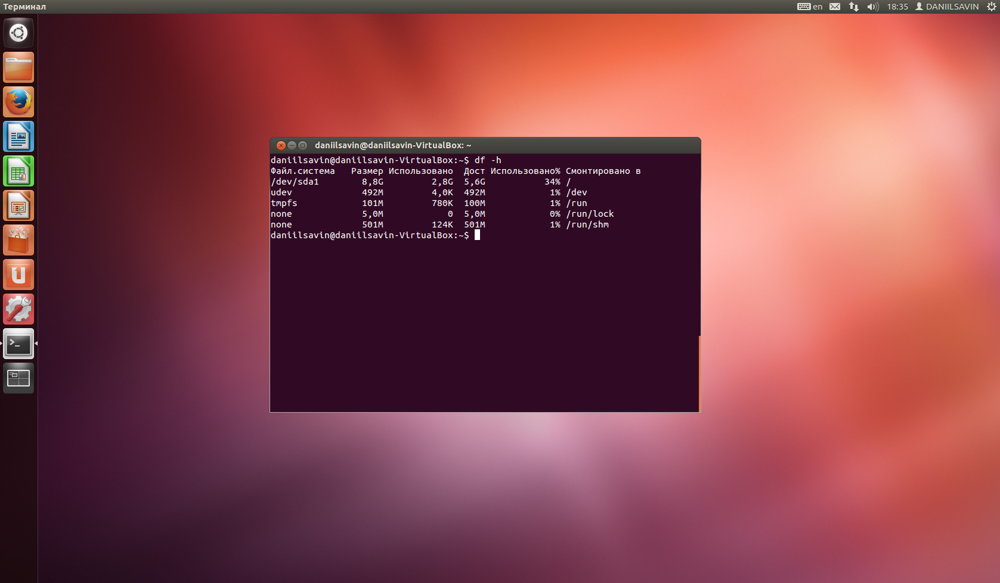 Терминал
en
18:35
DANIILSAVIN
daniilsavin@daniilsavin-VirtualBox: ~
daniilsavin@daniilsavin-VirtualBox:~$ df -h
Файл.система   Размер Использовано  Дост Использовано% Смонтировано в
/dev/sda1        8,8G         2,8G  5,6G           34% /
udev             492M         4,0K  492M            1% /dev
tmpfs            101M         780K  100M            1% /run
none             5,0M            0  5,0M            0% /run/lock
none             501M         124K  501M            1% /run/shm
daniilsavin@daniilsavin-VirtualBox:~$